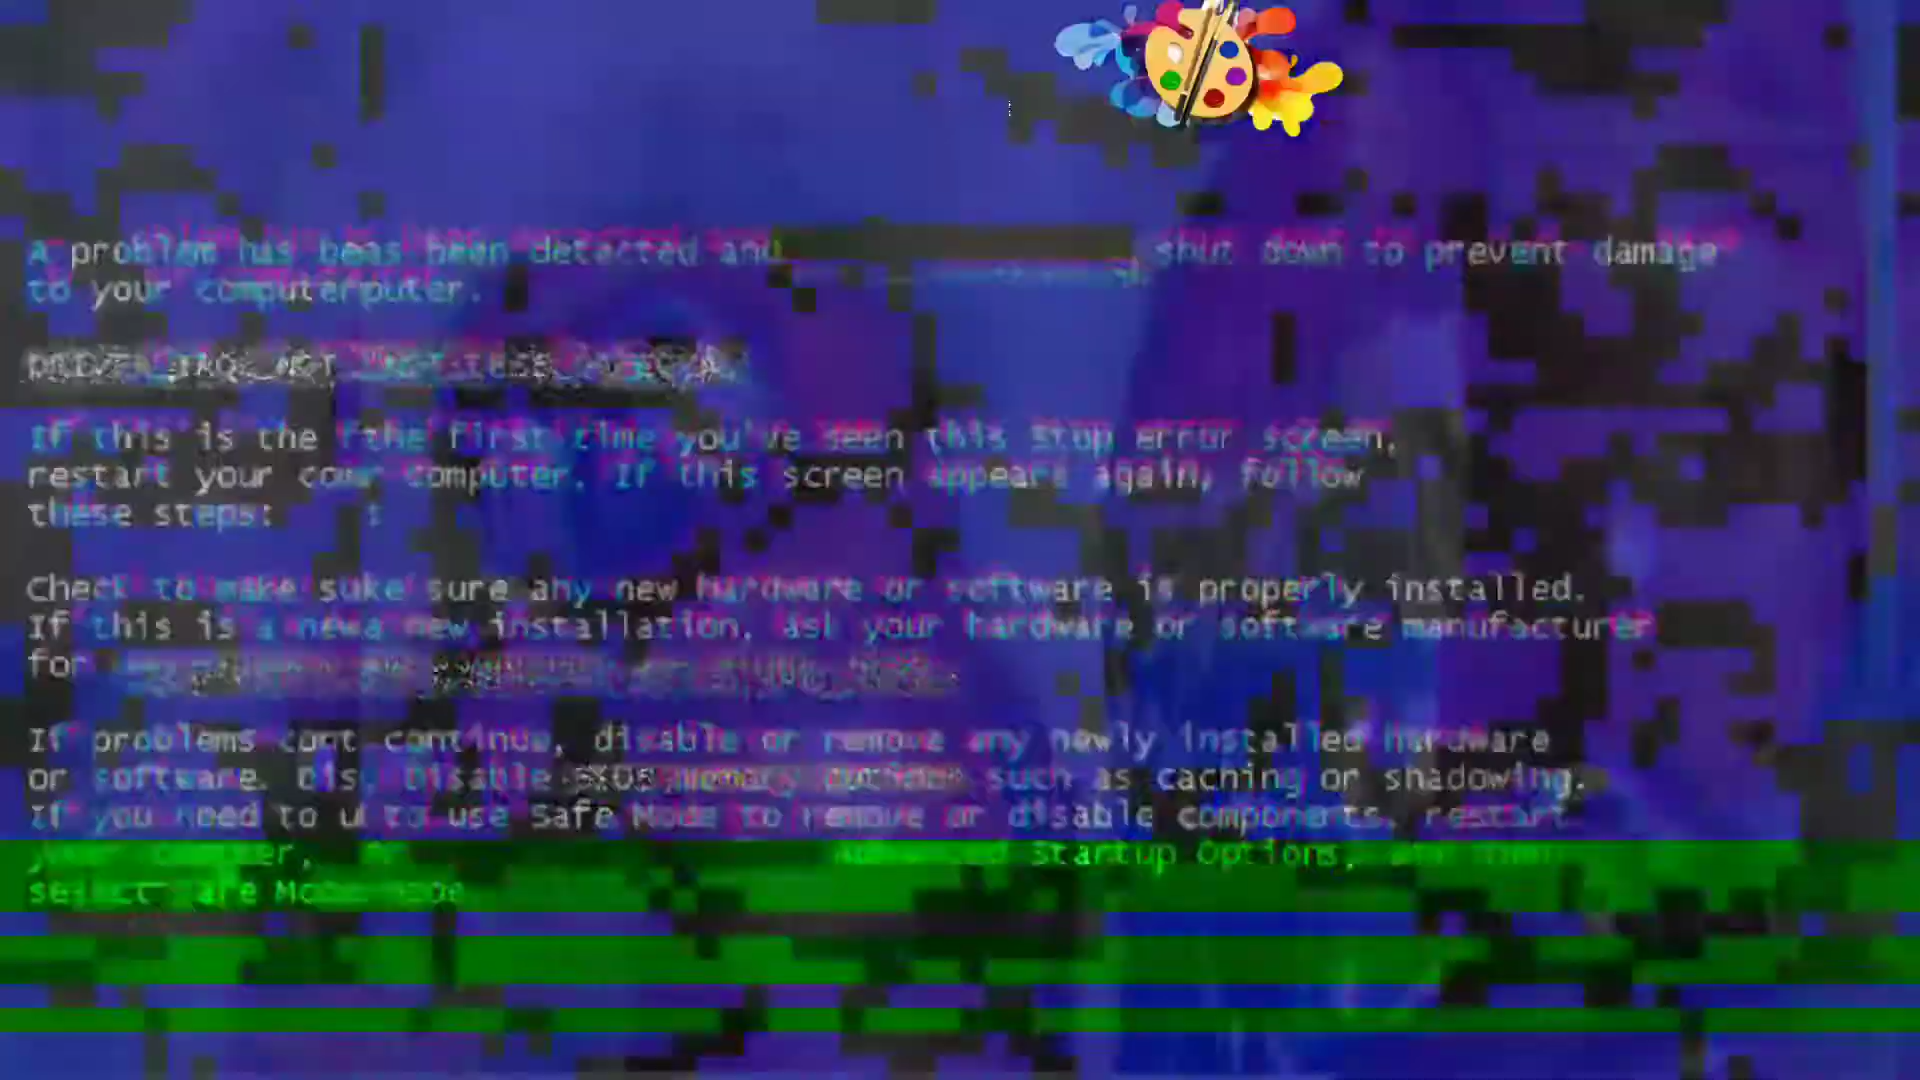 A problem has beas been detected and shut down to prevent damage
to your computerputer.
If this is the f the first time you've seen this Stop error screen,
restart your comr computer. If this screen appears again, follow
these steps: s
Check to make suke sure any new hardware or software is properly installed.
If this is a newa new installation, ask your hardware or software manufacturer
for
If problems cont continue, disable or remove any newly installed hardware
or software. Dis. Disable memory options such as caching or shadowing.
If you need to u to use Safe Mode to remove or disable components, restart
Startup Options,
select Safe Mode